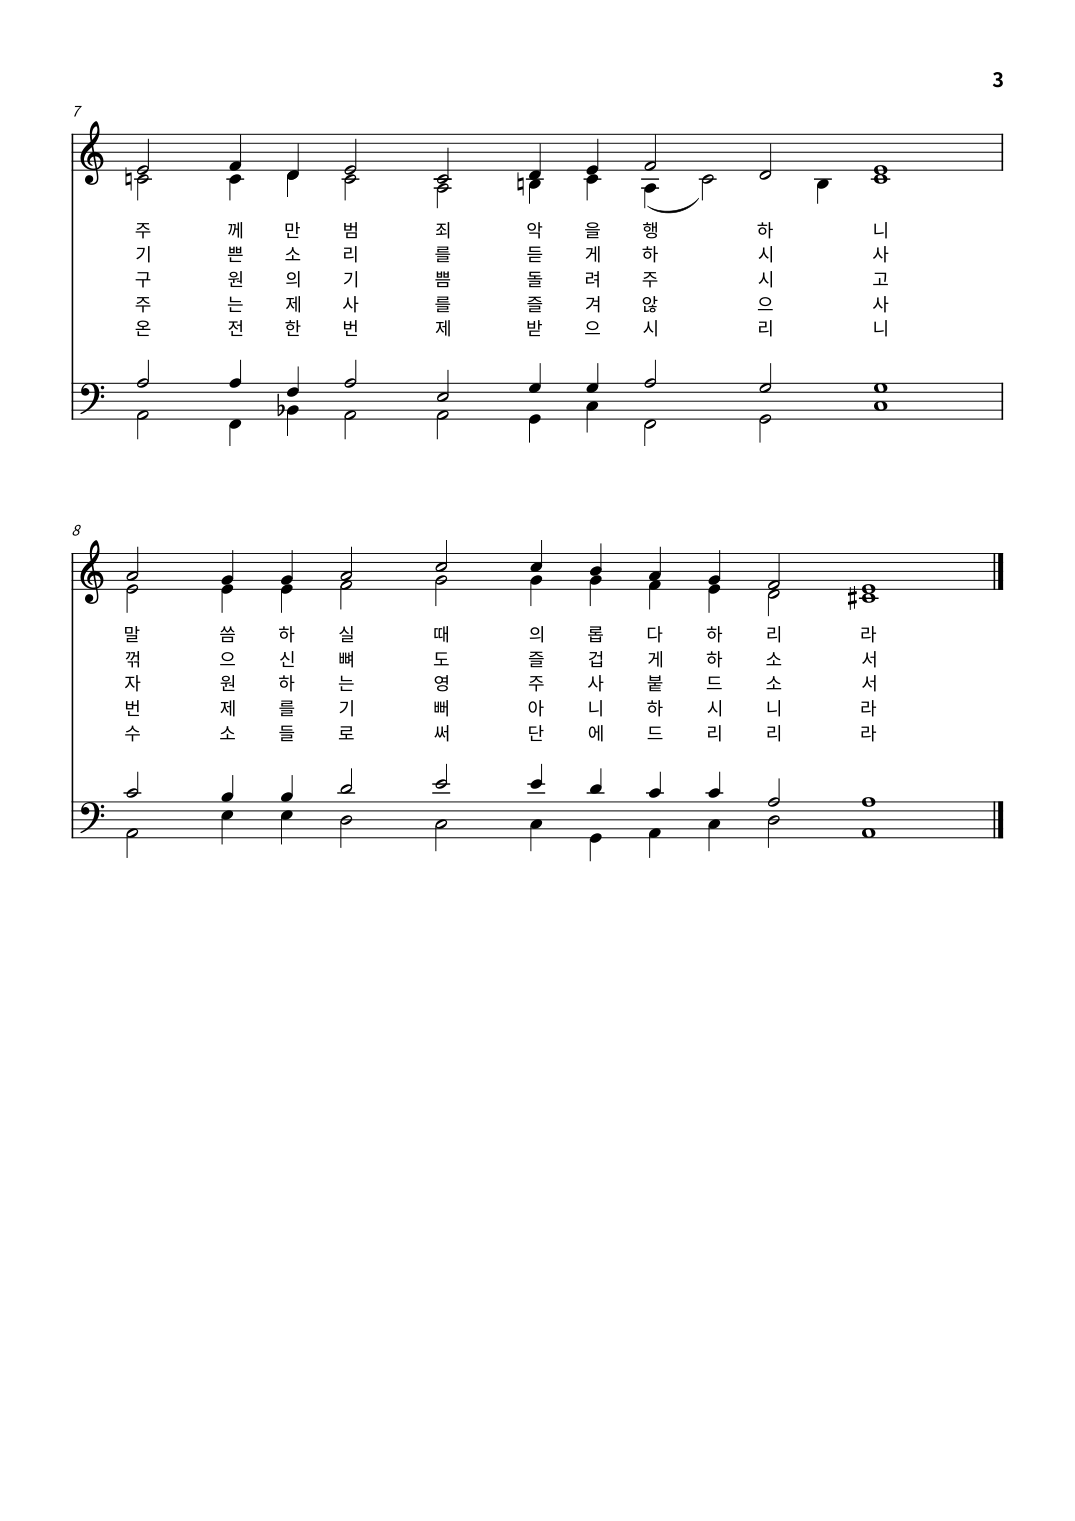 3
7
주 께 만 범 죄 악 을 행 하 니
기 쁜 소 리 를 듣 게 하 시 사
구 원 의 기 쁨 돌 려 주 시 고
주 는 제 사 를 즐 겨 않 으 사
온 전 한 번 제 받 으 시 리 니
8
말 씀 하 실 때 의 롭 다 하 리 라
꺾 으 신 뼈 도 즐 겁 게 하 소 서
자 원 하 는 영 주 사 붙 드 소 서
번 제 를 기 뻐 아 니 하 시 니 라
수 소 들 로 써 단 에 드 리 리 라